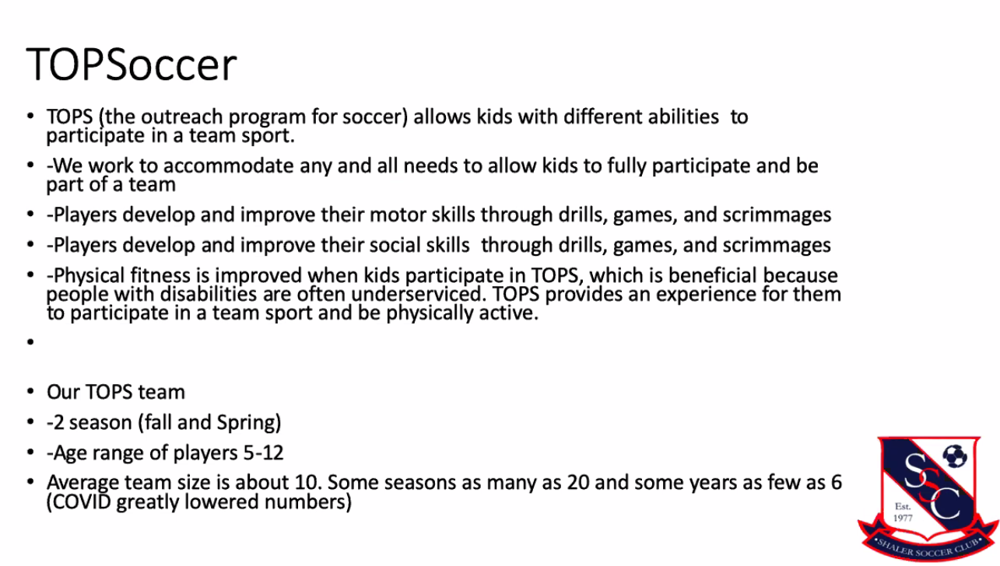 TOPSoccer
• TOPS (the outreach program for soccer) allows kids with different abilities  to
participate in a team sport.
• -We work to accommodate any and all needs to allow kids to fully participate and be
part of a team
• -Players develop and improve their motor skills through drills, games, and scrimmages
• -Players develop and improve their social skills  through drills, games, and scrimmages
• -Physical fitness is improved when kids participate in TOPS, which is beneficial because
people with disabilities are often underserviced. TOPS provides an experience for them
to participate in a team sport and be physically active.
•
• Our TOPS team
• -2 season (fall and Spring)
• -Age range of players 5-12
• Average team size is about 10. Some seasons as many as 20 and some years as few as 6
(COVID greatly lowered numbers)
SSC
Est.
1977
•SHALER SOCCER CLUB•